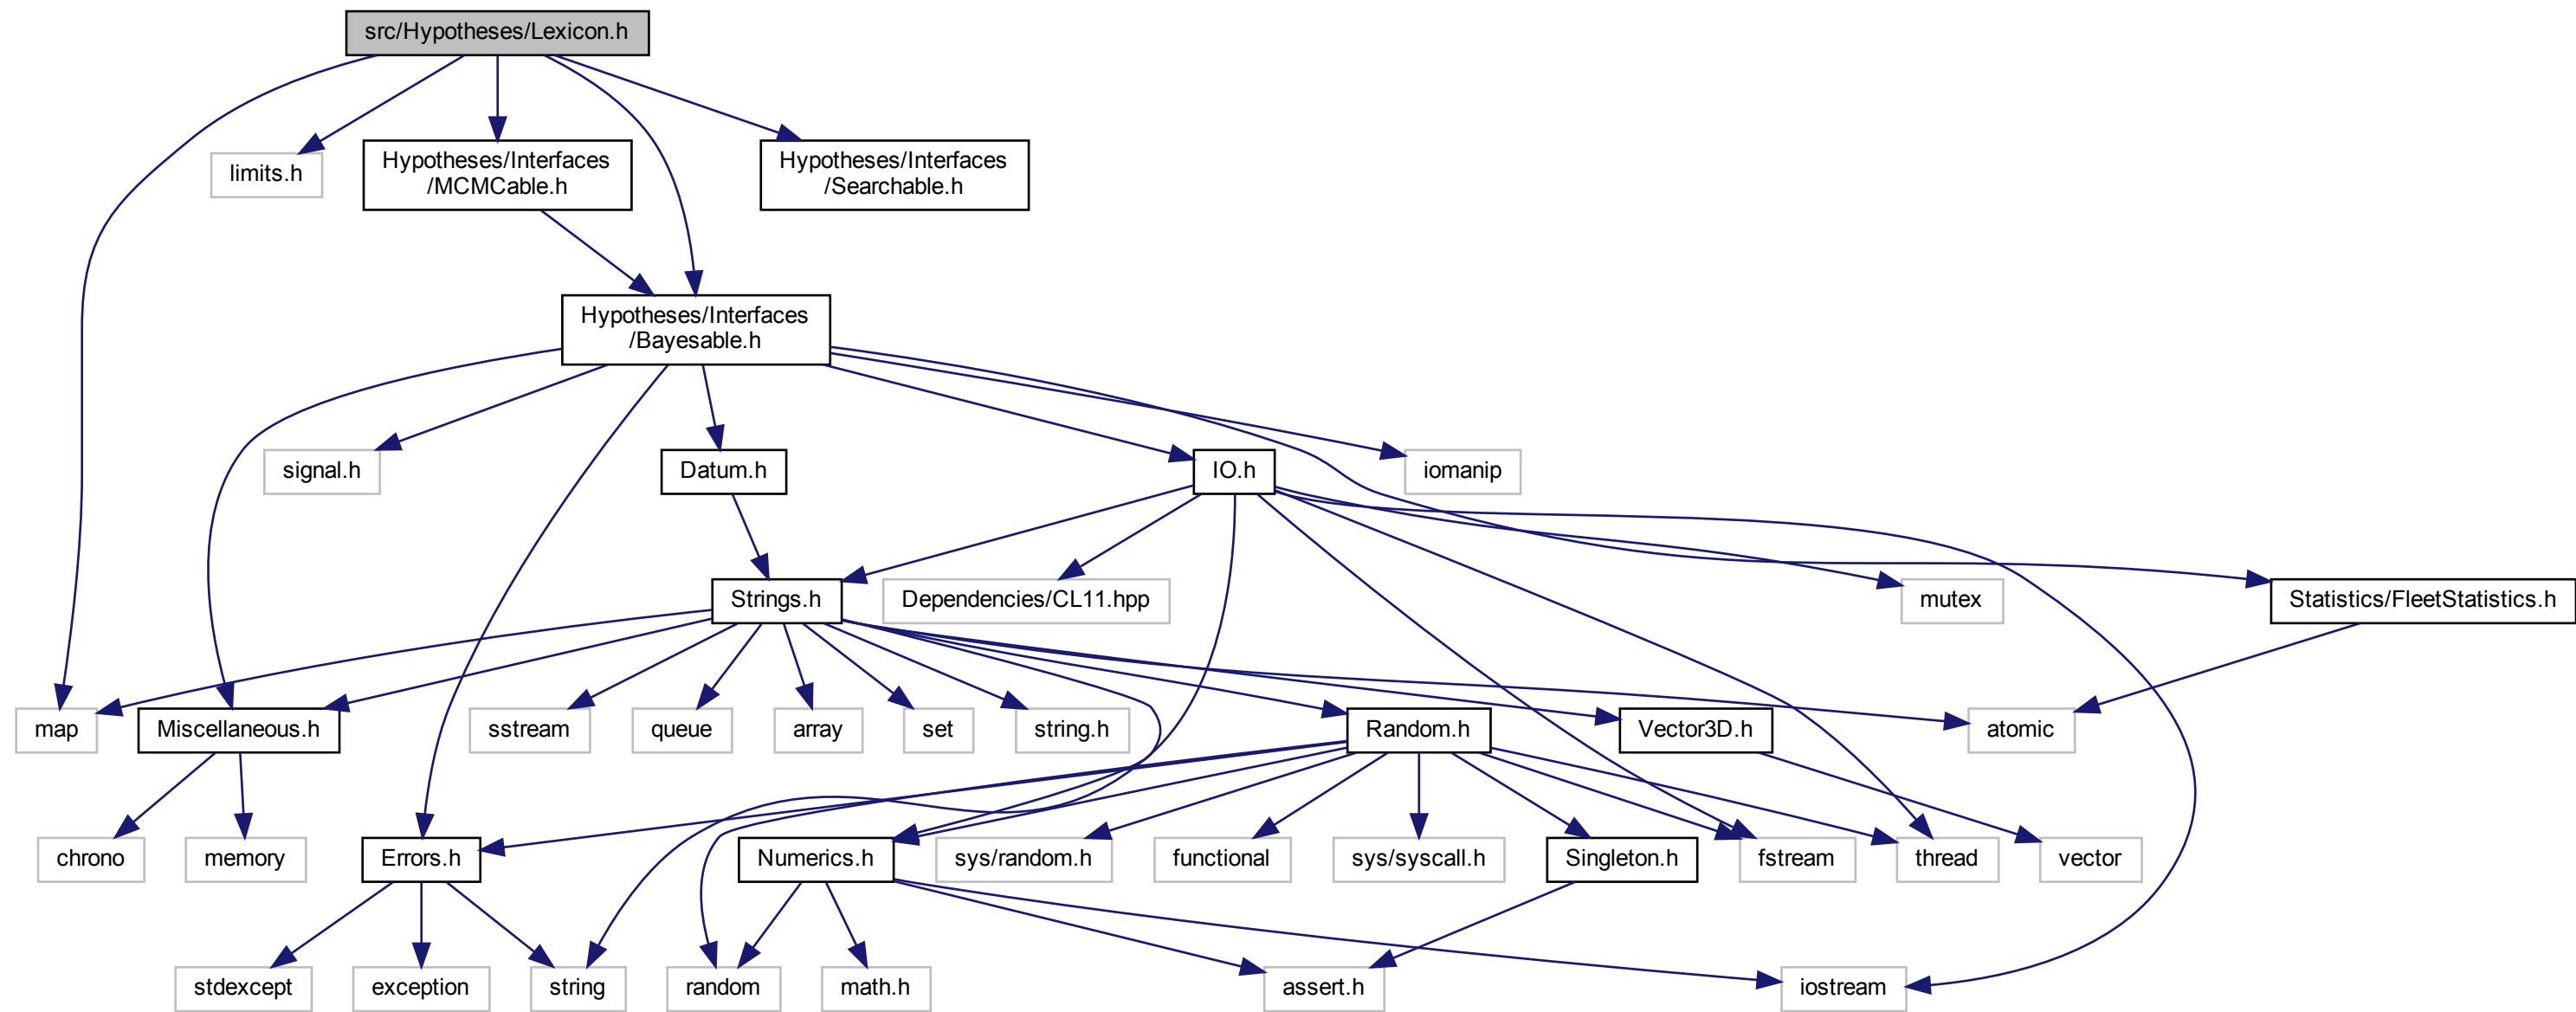 src/Hypotheses/Lexicon.h
limits.h
Hypotheses/Interfaces
/MCMCable.h
Hypotheses/Interfaces
/Searchable.h
Hypotheses/Interfaces
/Bayesable.h
signal.h
Datum.h
IO.h
iomanip
Strings.h
Dependencies/CL11.hpp
mutex
Statistics/FleetStatistics.h
map
Miscellaneous.h
sstream
queue
array
set
string.h
Random.h
Vector3D.h
atomic
chrono
memory
Errors.h
Numerics.h
sys/random.h
functional
sys/syscall.h
Singleton.h
fstream
thread
vector
stdexcept
exception
string
random
math.h
assert.h
iostream